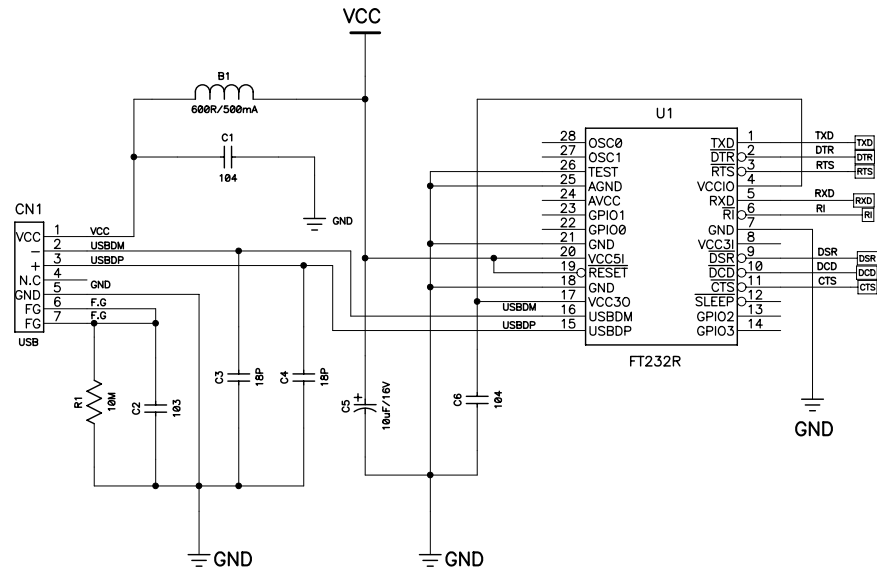 VCC
B1
600R/500mA
C1
104
GND
CN1
VCC 1 VCC
- 2 USBDM
+ 3 USBDP
N.C 4
GND 5 GND
FG 6 F.G
FG 7 F.G
USB
R1
10M
C2
103
C3
18P
C4
18P
C5
+
10uF/16V
C6
104
GND
GND
U1
28 OSC0
27 OSC1
26 TEST
25 AGND
24 AVCC
23 GPIO1
22 GPIO0
21 GND
20 VCC5I
19 RESET
18 GND
17 VCC3O
USBDM 16 USBDM
USBDP 15 USBDP
TXD 1 TXD TXD
DTR 2 DTR DTR
RTS 3 RTS RTS
VCCIO 4
RXD 5 RXD RXD
RI 6 RI RI
GND 7
VCC3I 8
DSR 9 DSR DSR
DCD 10 DCD DCD
CTS 11 CTS CTS
SLEEP 12
GPIO2 13
GPIO3 14
FT232R
GND